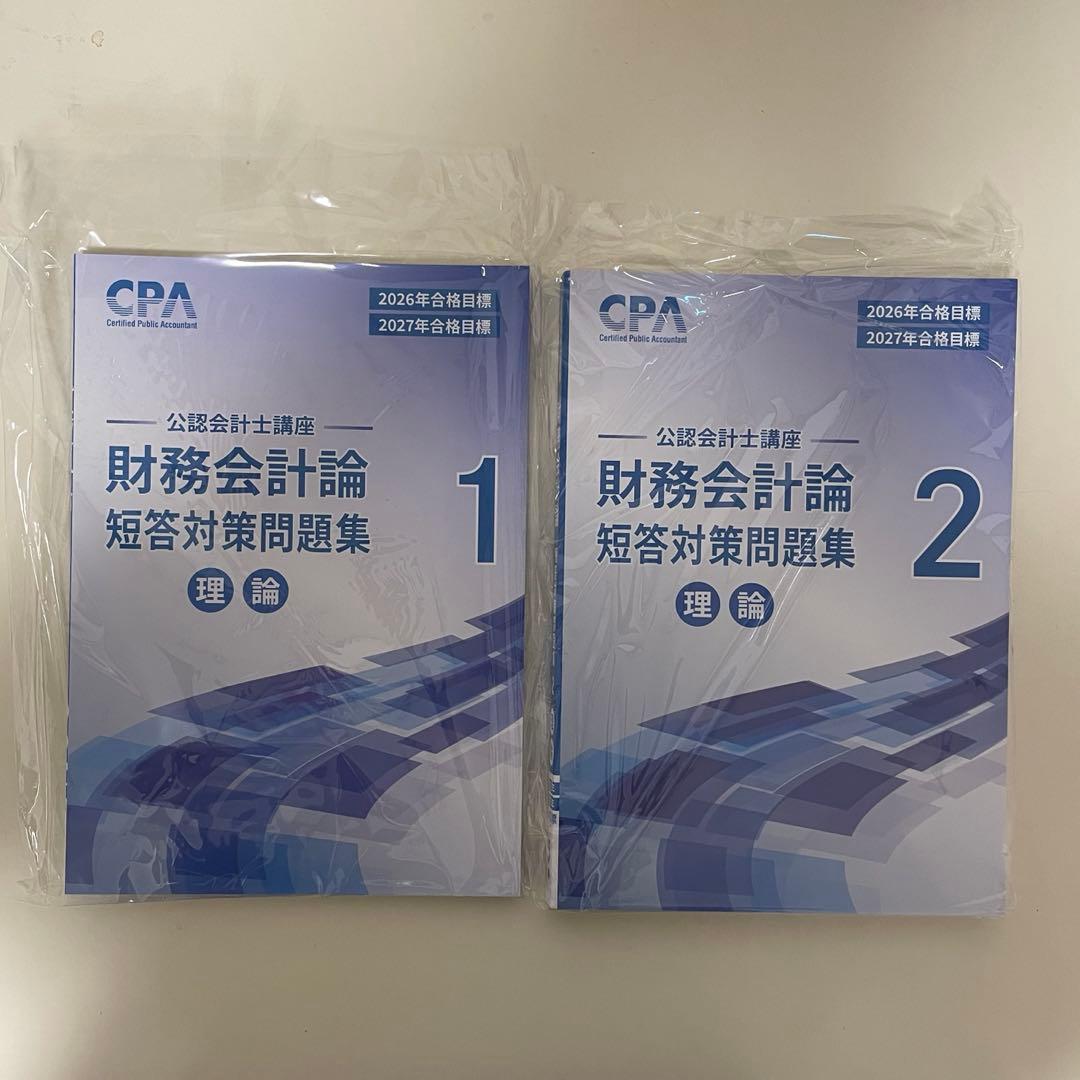 CPA
Certified Public Accountant
2026年合格目標
2027年合格目標
公認会計士講座
財務会計論
短答対策問題集
理論
1
CPA
Certified Public Accountant
2026年合格目標
2027年合格目標
公認会計士講座
財務会計論
短答対策問題集
理論
2